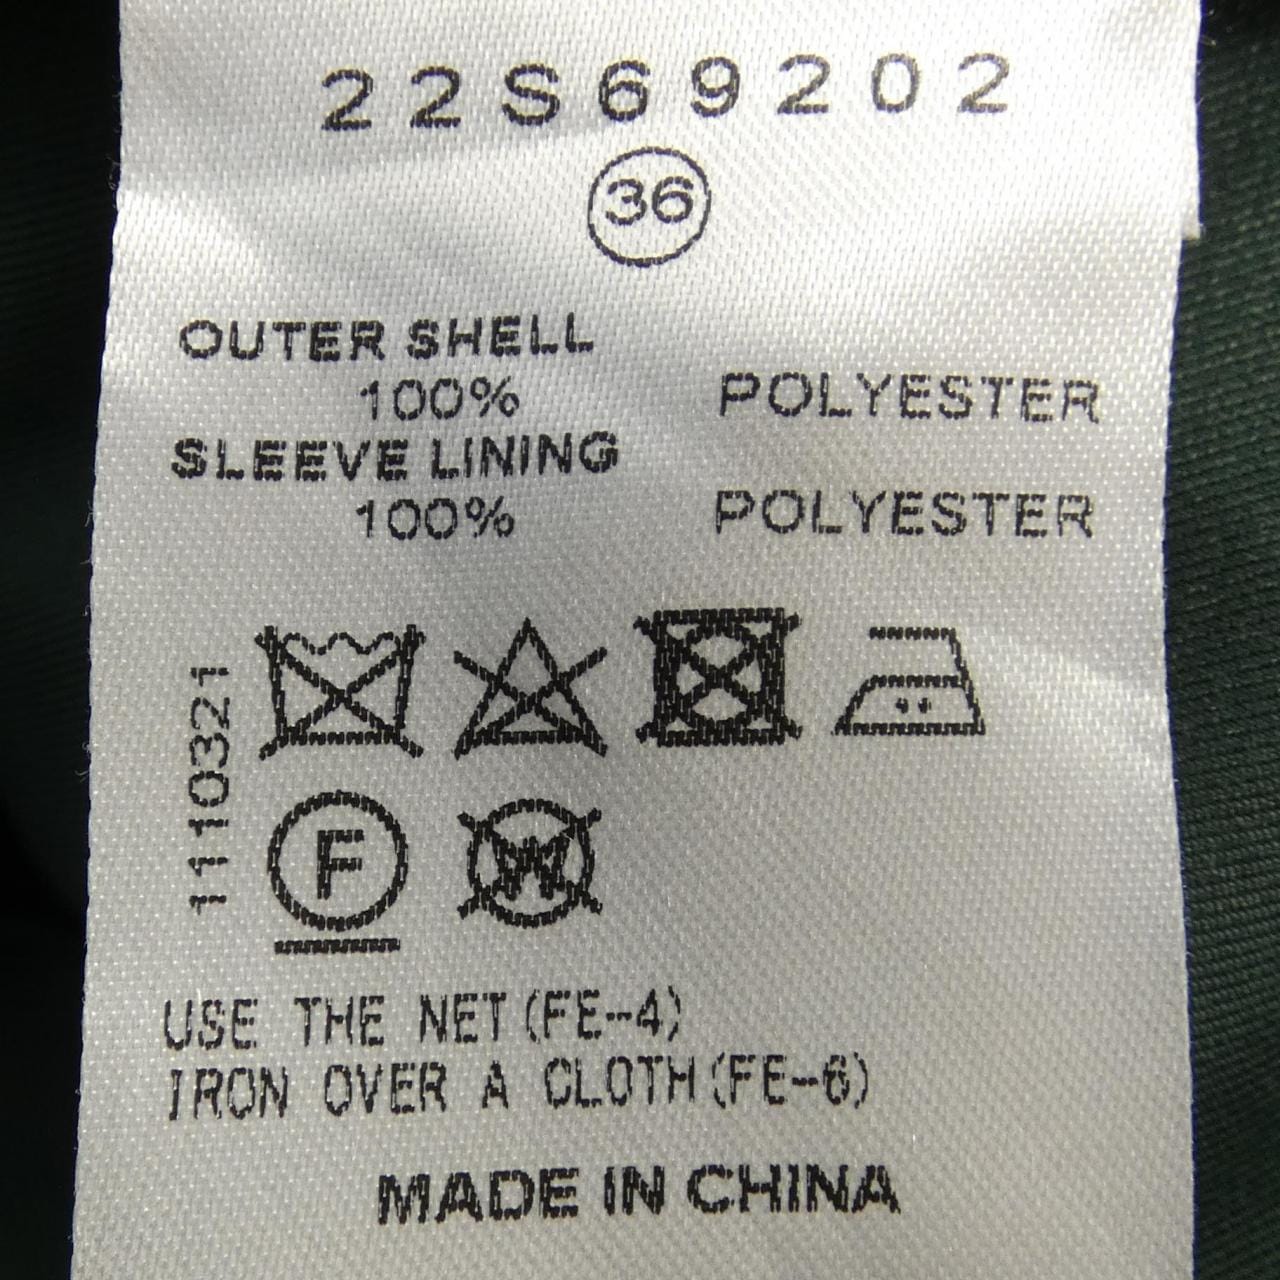 22S69202
36
OUTER SHELL
100% POLYESTER
SLEEVE LINING
100% POLYESTER
1110321
F
W
USE THE NET(FE-4)
IRON OVER A CLOTH(FE-6)
MADE IN CHINA